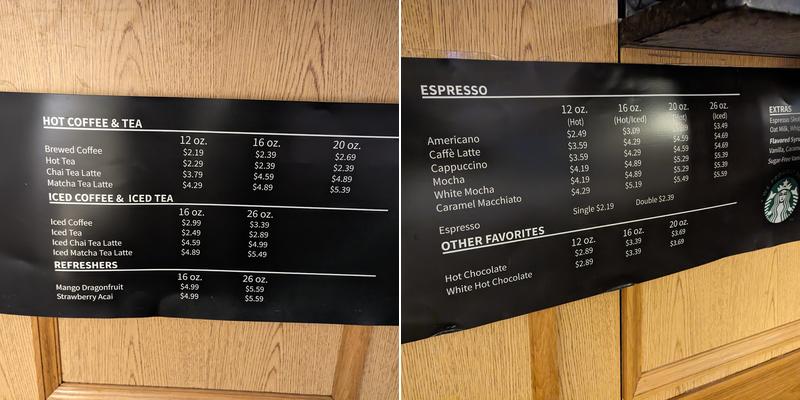 HOT COFFEE & TEA
12 oz. 16 oz. 20 oz.
Brewed Coffee $2.19 $2.39 $2.69
Hot Tea $2.29 $2.39 $2.39
Chai Tea Latte $3.79 $4.59 $4.89
Matcha Tea Latte $4.29 $4.89 $5.39
ICED COFFEE & ICED TEA
16 oz. 26 oz.
Iced Coffee $2.99 $3.39
Iced Tea $2.49 $2.89
Iced Chai Tea Latte $4.59 $4.99
Iced Matcha Tea Latte $4.89 $5.49
REFRESHERS
16 oz. 26 oz.
Mango Dragonfruit $4.99 $5.59
Strawberry Acai $4.99 $5.59
ESPRESSO
12 oz. 16 oz. 20 oz. 26 oz.
(Hot) (Hot/Iced) (Hot) (Iced)
Americano $2.49 $3.09 $3.49
Caffè Latte $3.59 $4.29 $4.59 $4.69
Cappuccino $3.59 $4.29 $4.59 $4.69
Mocha $4.19 $4.89 $5.29 $5.39
White Mocha $4.19 $4.89 $5.29 $5.39
Caramel Macchiato $4.29 $5.19 $5.49 $5.59
Espresso Single $2.19 Double $2.39
OTHER FAVORITES
12 oz. 16 oz. 20 oz.
Hot Chocolate $2.89 $3.39 $3.69
White Hot Chocolate $2.89 $3.39 $3.69
EXTRAS
Espresso
Oat Milk,
Flavored
Vanilla,
Sugar-Free